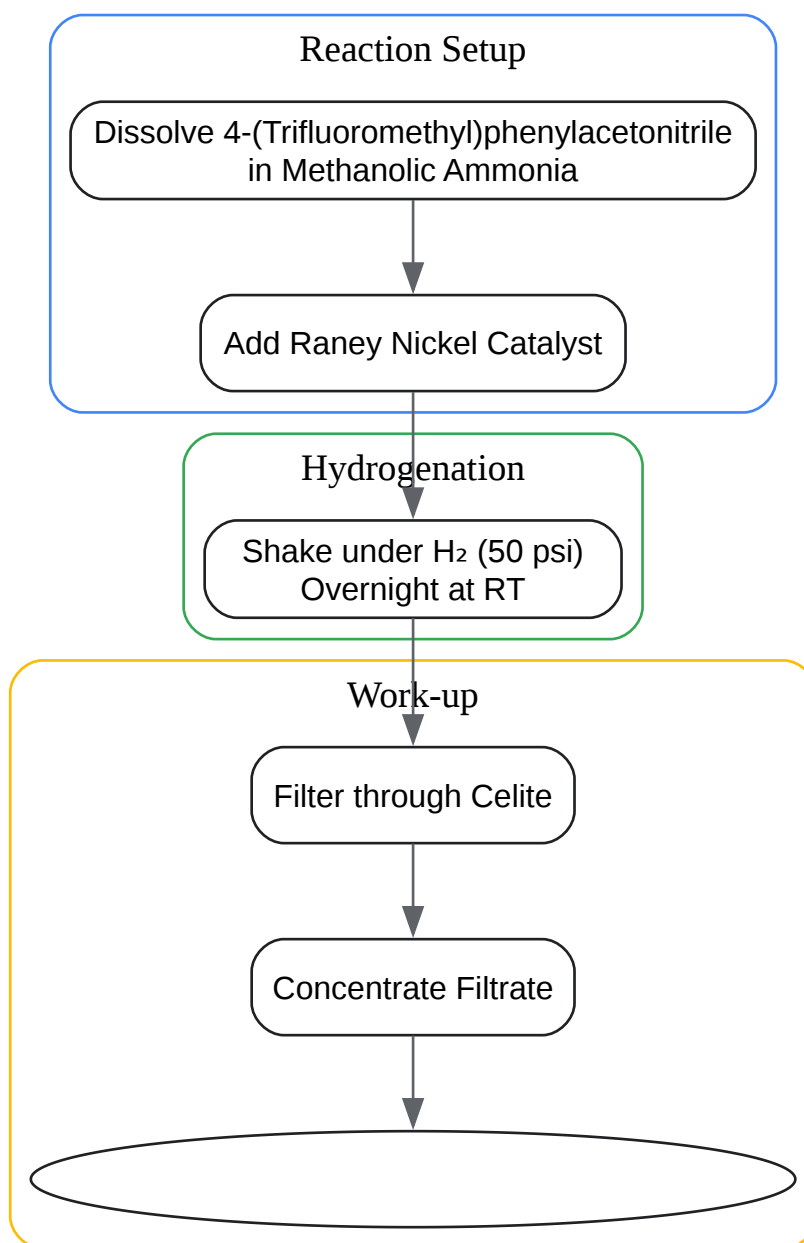 Reaction Setup
Dissolve 4-(Trifluoromethyl)phenylacetonitrile
in Methanolic Ammonia
Add Raney Nickel Catalyst
Hydrogenation
Shake under H₂ (50 psi)
Overnight at RT
Work-up
Filter through Celite
Concentrate Filtrate